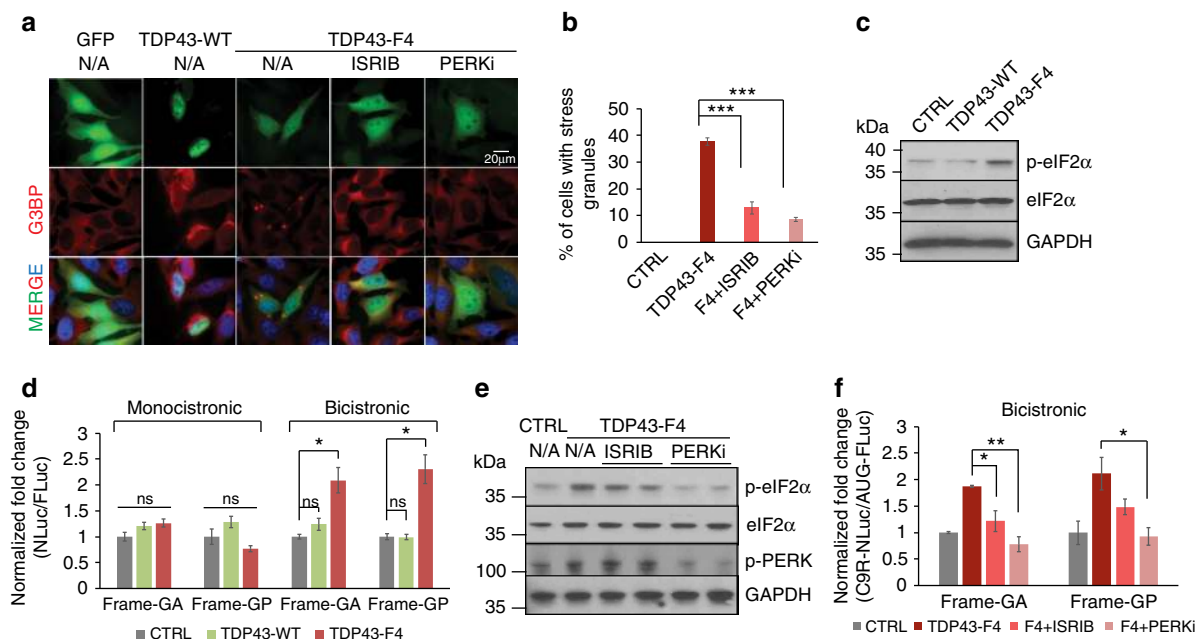 a
GFP TDP43-WT TDP43-F4
N/A N/A N/A ISRIB PERKi
20μm
G3BP
MERGE
b
% of cells with stress
granules
50
40
30
20
10
0
***
***
CTRL
TDP43-F4
F4+ISRIB
F4+PERKi
c
CTRL
TDP43-WT
TDP43-F4
kDa
40
35
p-eIF2α
35
eIF2α
35
GAPDH
d
Normalized fold change
(NLuc/FLuc)
Monocistronic Bicistronic
3
2.5
2
1.5
1
0.5
0
ns ns ns * ns *
Frame-GA Frame-GP Frame-GA Frame-GP
CTRL TDP43-WT TDP43-F4
e
CTRL TDP43-F4
N/A N/A ISRIB PERKi
kDa
35
p-eIF2α
35
eIF2α
100
p-PERK
35
GAPDH
f
Normalized fold change
(C9R-NLuc/AUG-FLuc)
Bicistronic
3
2.5
2
1.5
1
0.5
0
**
*
*
Frame-GA Frame-GP
CTRL TDP43-F4 F4+ISRIB F4+PERKi